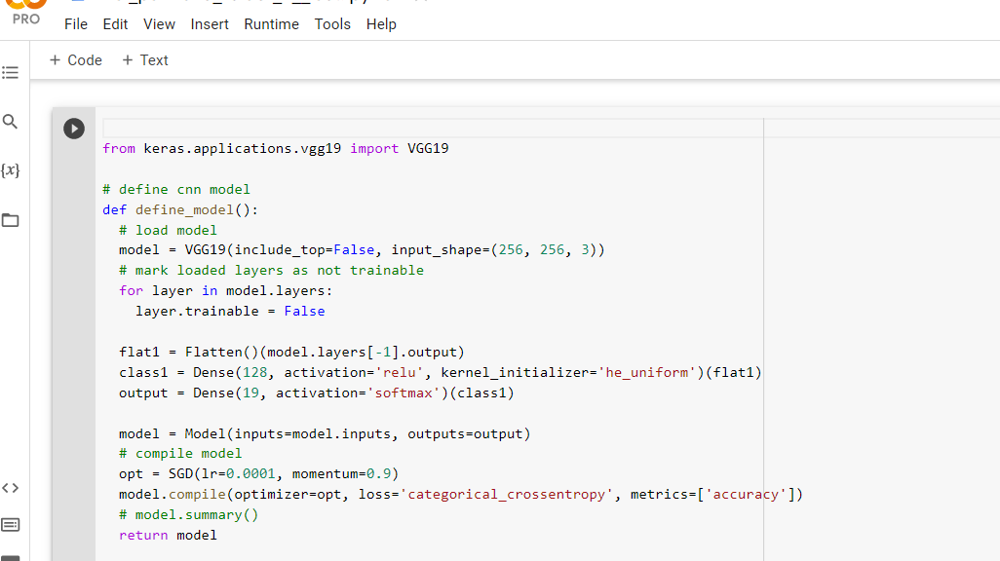 PRO
File Edit View Insert Runtime Tools Help
+ Code + Text
{x}
from keras.applications.vgg19 import VGG19
# define cnn model
def define_model():
# load model
model = VGG19(include_top=False, input_shape=(256, 256, 3))
# mark loaded layers as not trainable
for layer in model.layers:
layer.trainable = False
flat1 = Flatten()(model.layers[-1].output)
class1 = Dense(128, activation='relu', kernel_initializer='he_uniform')(flat1)
output = Dense(19, activation='softmax')(class1)
model = Model(inputs=model.inputs, outputs=output)
# compile model
opt = SGD(lr=0.0001, momentum=0.9)
model.compile(optimizer=opt, loss='categorical_crossentropy', metrics=['accuracy'])
# model.summary()
return model